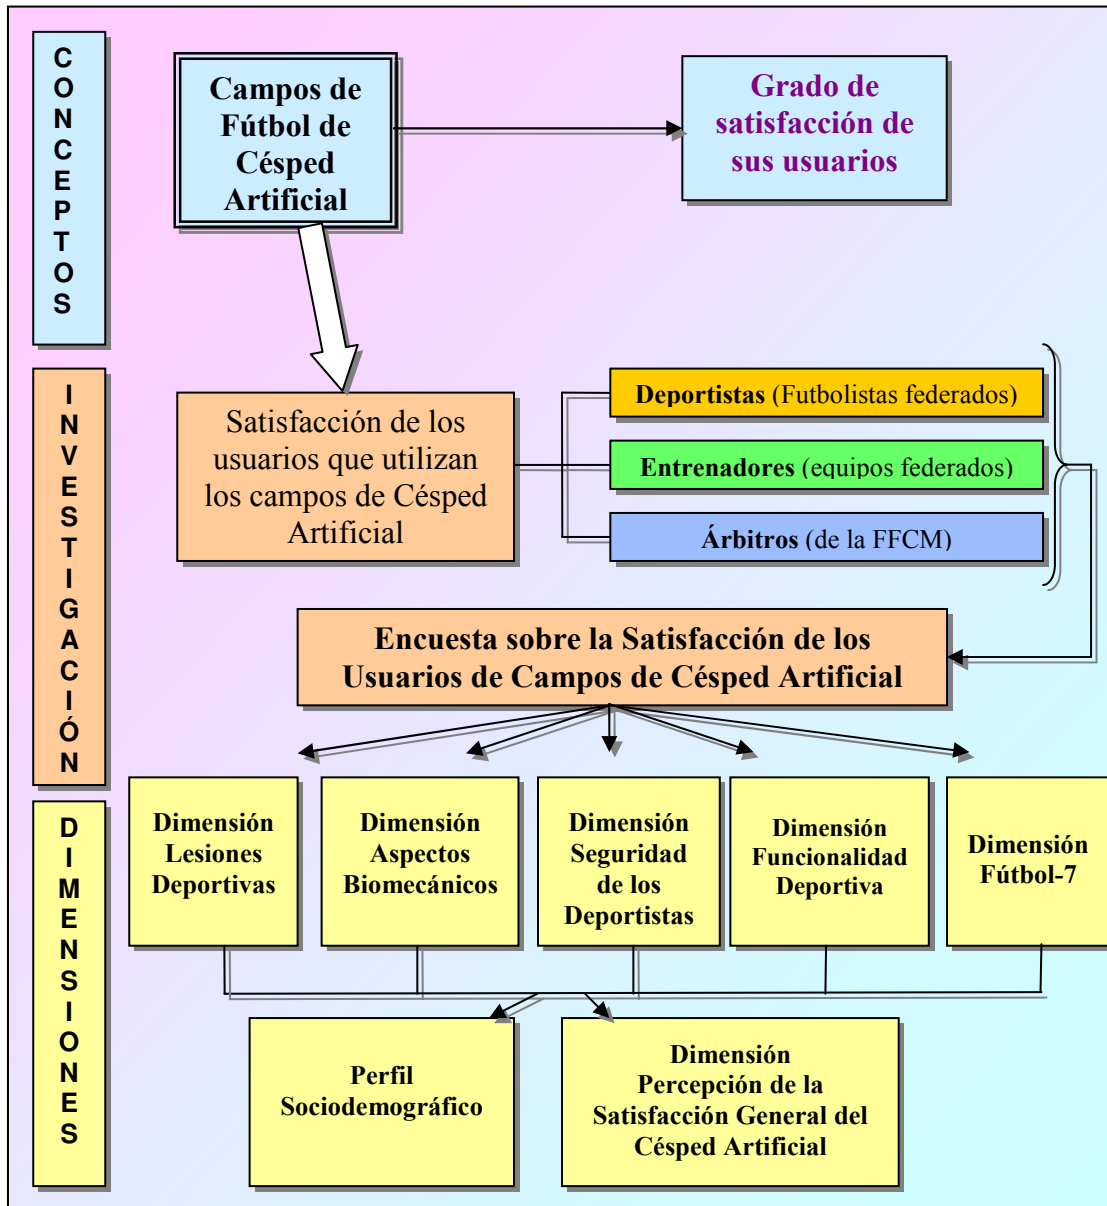 CONCEPTOS
Campos de
Fútbol de
Césped
Artificial
Grado de
satisfacción de
sus usuarios
INVESTIGACIÓN
Satisfacción de los
usuarios que utilizan
los campos de Césped
Artificial
Deportistas (Futbolistas federados)
Entrenadores (equipos federados)
Árbitros (de la FFCM)
Encuesta sobre la Satisfacción de los
Usuarios de Campos de Césped Artificial
DIMENSIONES
Dimensión
Lesiones
Deportivas
Dimensión
Aspectos
Biomecánicos
Dimensión
Seguridad
de los
Deportistas
Dimensión
Funcionalidad
Deportiva
Dimensión
Fútbol-7
Perfil
Sociodemográfico
Dimensión
Percepción de la
Satisfacción General del
Césped Artificial